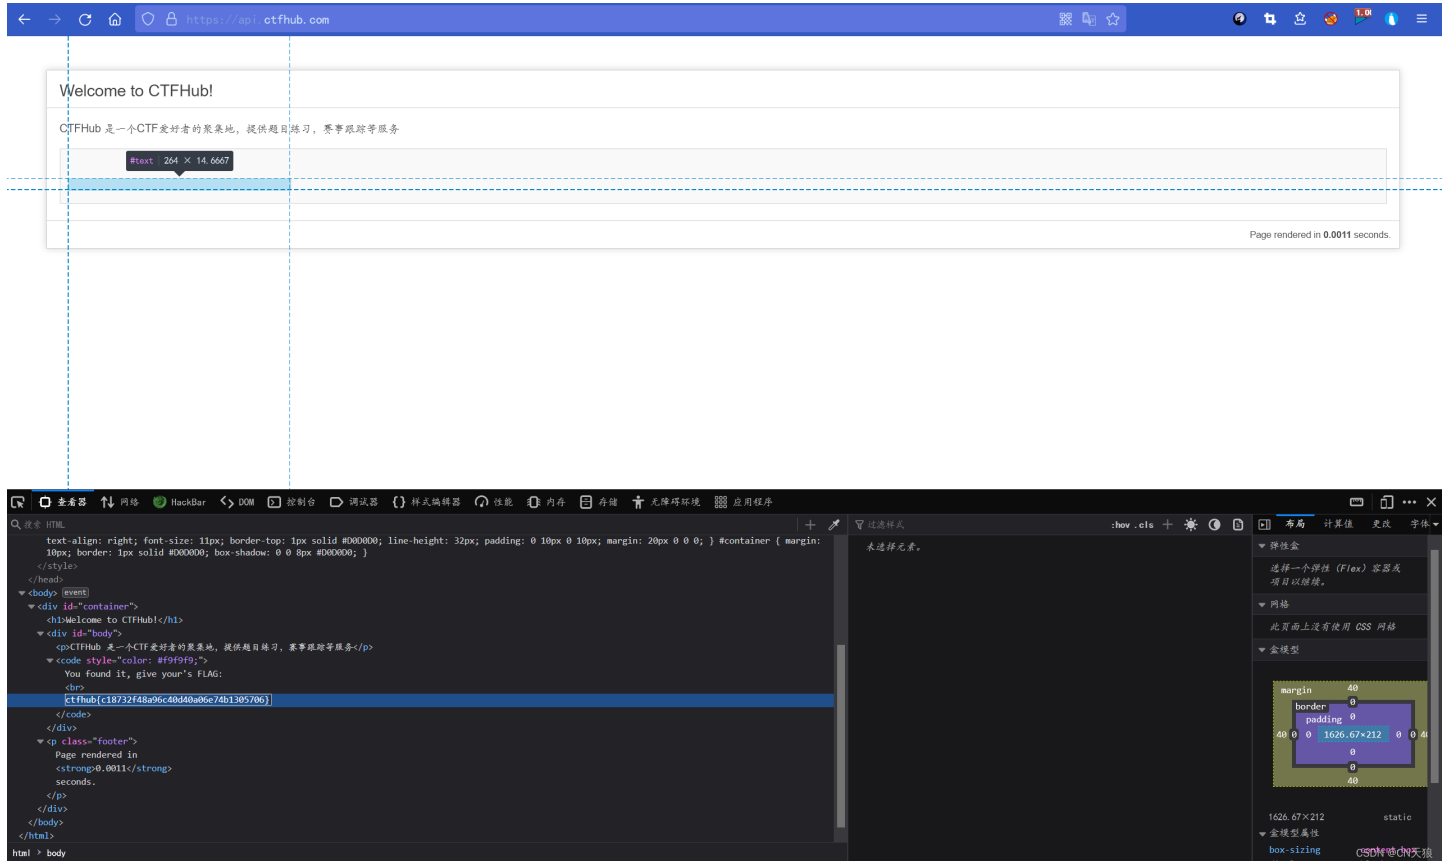 https://api.ctfhub.com
1.00
Welcome to CTFHub!
CTFHub 是一个CTF爱好者的聚集地，提供题目练习，赛事跟踪等服务
#text 264 × 14.6667
Page rendered in 0.0011 seconds.
查看器 网络 HackBar DOM 控制台 调试器 样式编辑器 性能 内存 存储 无障碍环境 应用程序
搜索 HTML
过滤样式 :hov .cls
布局 计算值 更改 字体
text-align: right; font-size: 11px; border-top: 1px solid #D0D0D0; line-height: 32px; padding: 0 10px 0 10px; margin: 20px 0 0 0; } #container { margin:
10px; border: 1px solid #D0D0D0; box-shadow: 0 0 8px #D0D0D0; }
</style>
</head>
<body> event
<div id="container">
<h1>Welcome to CTFHub!</h1>
<div id="body">
<p>CTFHub 是一个CTF爱好者的聚集地，提供题目练习，赛事跟踪等服务</p>
<code style="color: #f9f9f9;">
You found it, give your's FLAG:
<br>
ctfhub{c18732f48a96c40d40a06e74b1305706}
</code>
</div>
<p class="footer">
Page rendered in
<strong>0.0011</strong>
seconds.
</p>
</div>
</body>
</html>
html > body
未选择元素。
弹性盒
选择一个弹性（Flex）容器或
项目以继续。
网格
此页面上没有使用 CSS 网格
盒模型
margin 40
border 0
padding 0
40 0 0 1626.67×212 0 0 40
0
0
40
1626.67×212 static
盒模型属性
box-sizing content-box
CSDN @CN天狼